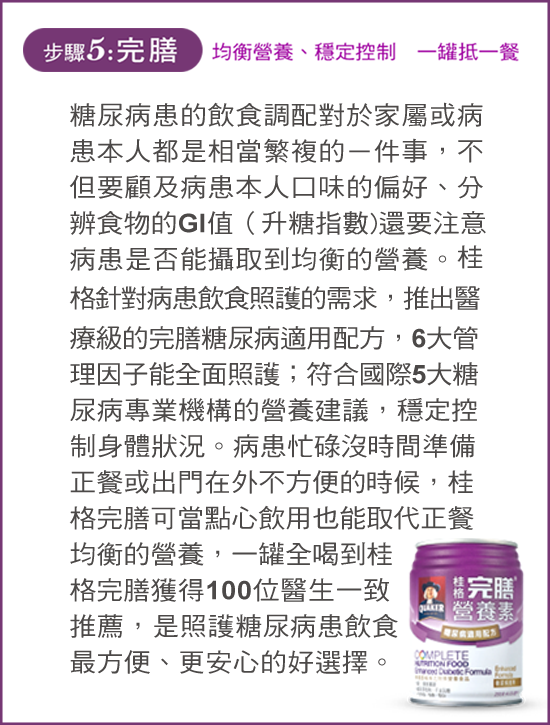 步驟5:完膳 均衡營養、穩定控制 一罐抵一餐
糖尿病患的飲食調配對於家屬或病
患本人都是相當繁複的一件事，不
但要顧及病患本人口味的偏好、分
辨食物的GI值（升糖指數)還要注意
病患是否能攝取到均衡的營養。桂
格針對病患飲食照護的需求，推出醫
療級的完膳糖尿病適用配方，6大管
理因子能全面照護；符合國際5大糖
尿病專業機構的營養建議，穩定控
制身體狀況。病患忙碌沒時間準備
正餐或出門在外不方便的時候，桂
格完膳可當點心飲用也能取代正餐
均衡的營養，一罐全喝到桂
格完膳獲得100位醫生一致
推薦，是照護糖尿病患飲食
最方便、更安心的好選擇。
QUAKER
桂格
完膳
營養素
糖尿病適用配方
COMPLETE
NUTRITION FOOD
Enhanced Diabetic Formula